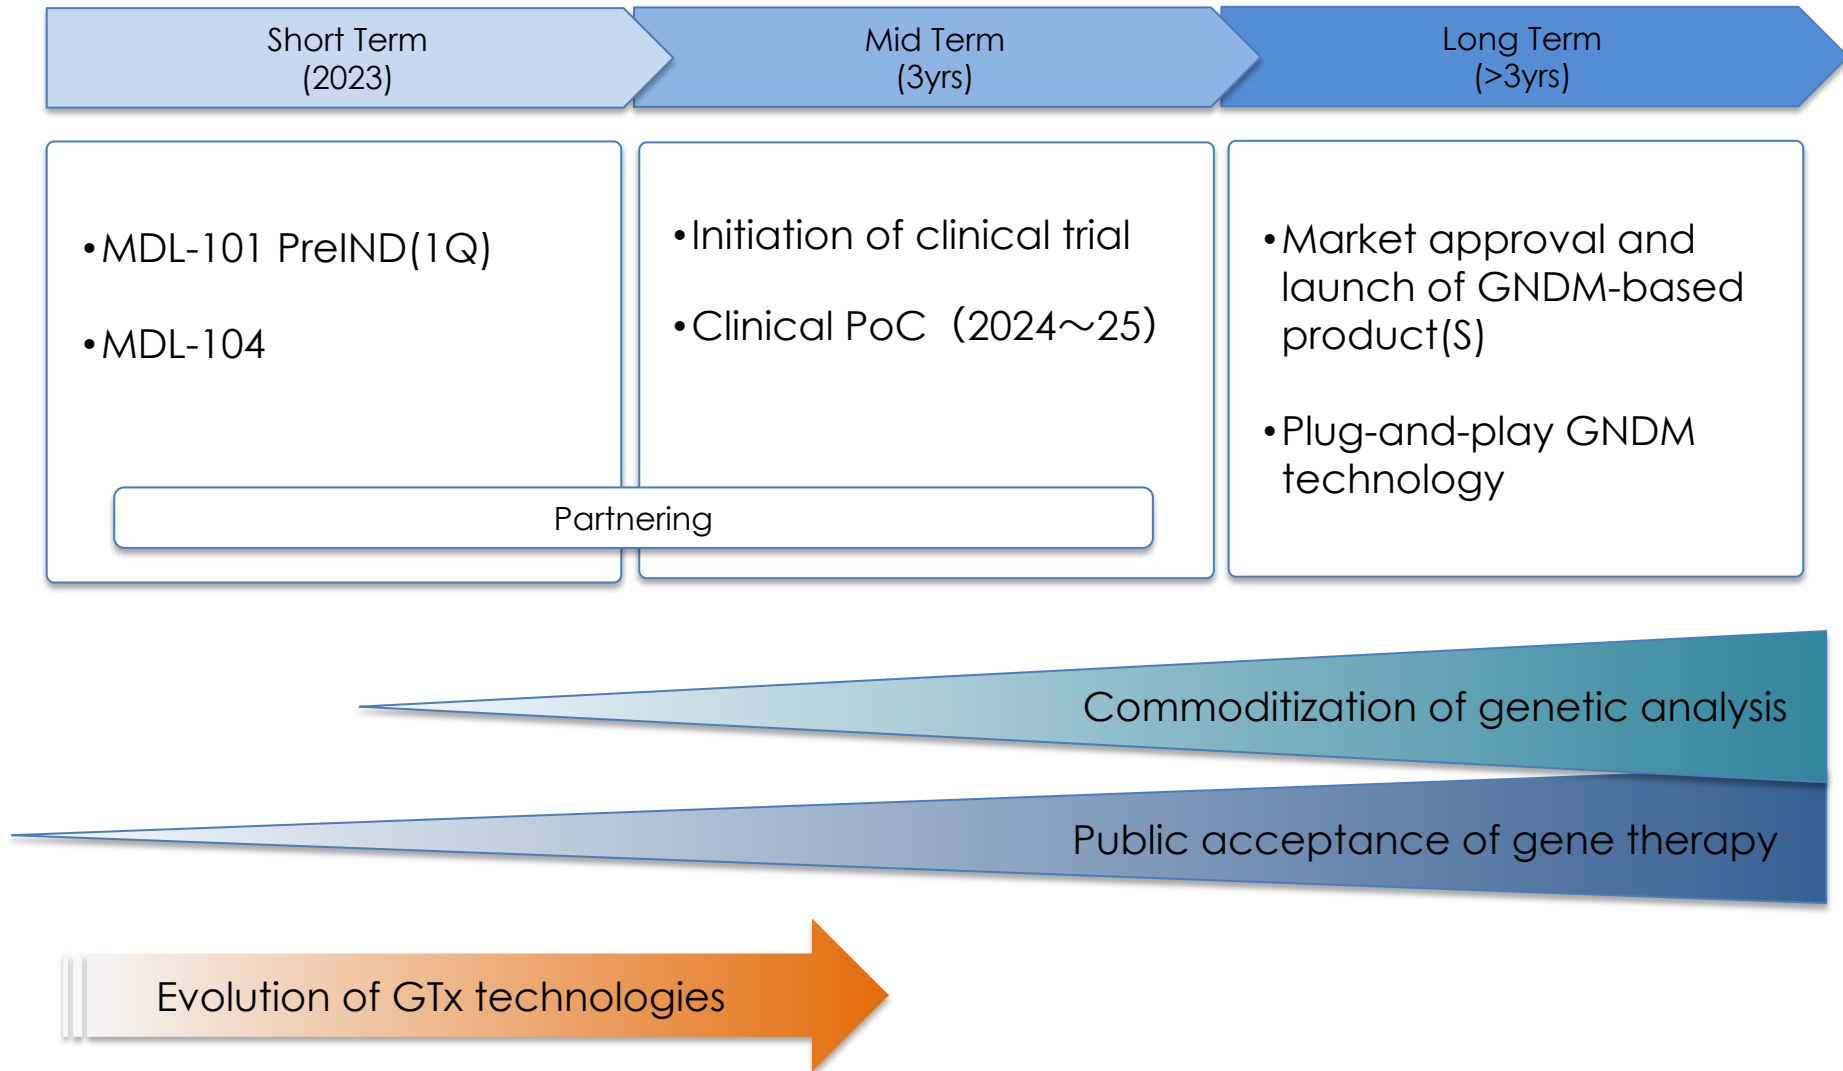 Short Term
(2023)
Mid Term
(3yrs)
Long Term
(>3yrs)
•MDL-101 PreIND(1Q)
•MDL-104
•Initiation of clinical trial
•Clinical PoC（2024～25）
•Market approval and
launch of GNDM-based
product(S)
•Plug-and-play GNDM
technology
Partnering
Commoditization of genetic analysis
Public acceptance of gene therapy
Evolution of GTx technologies